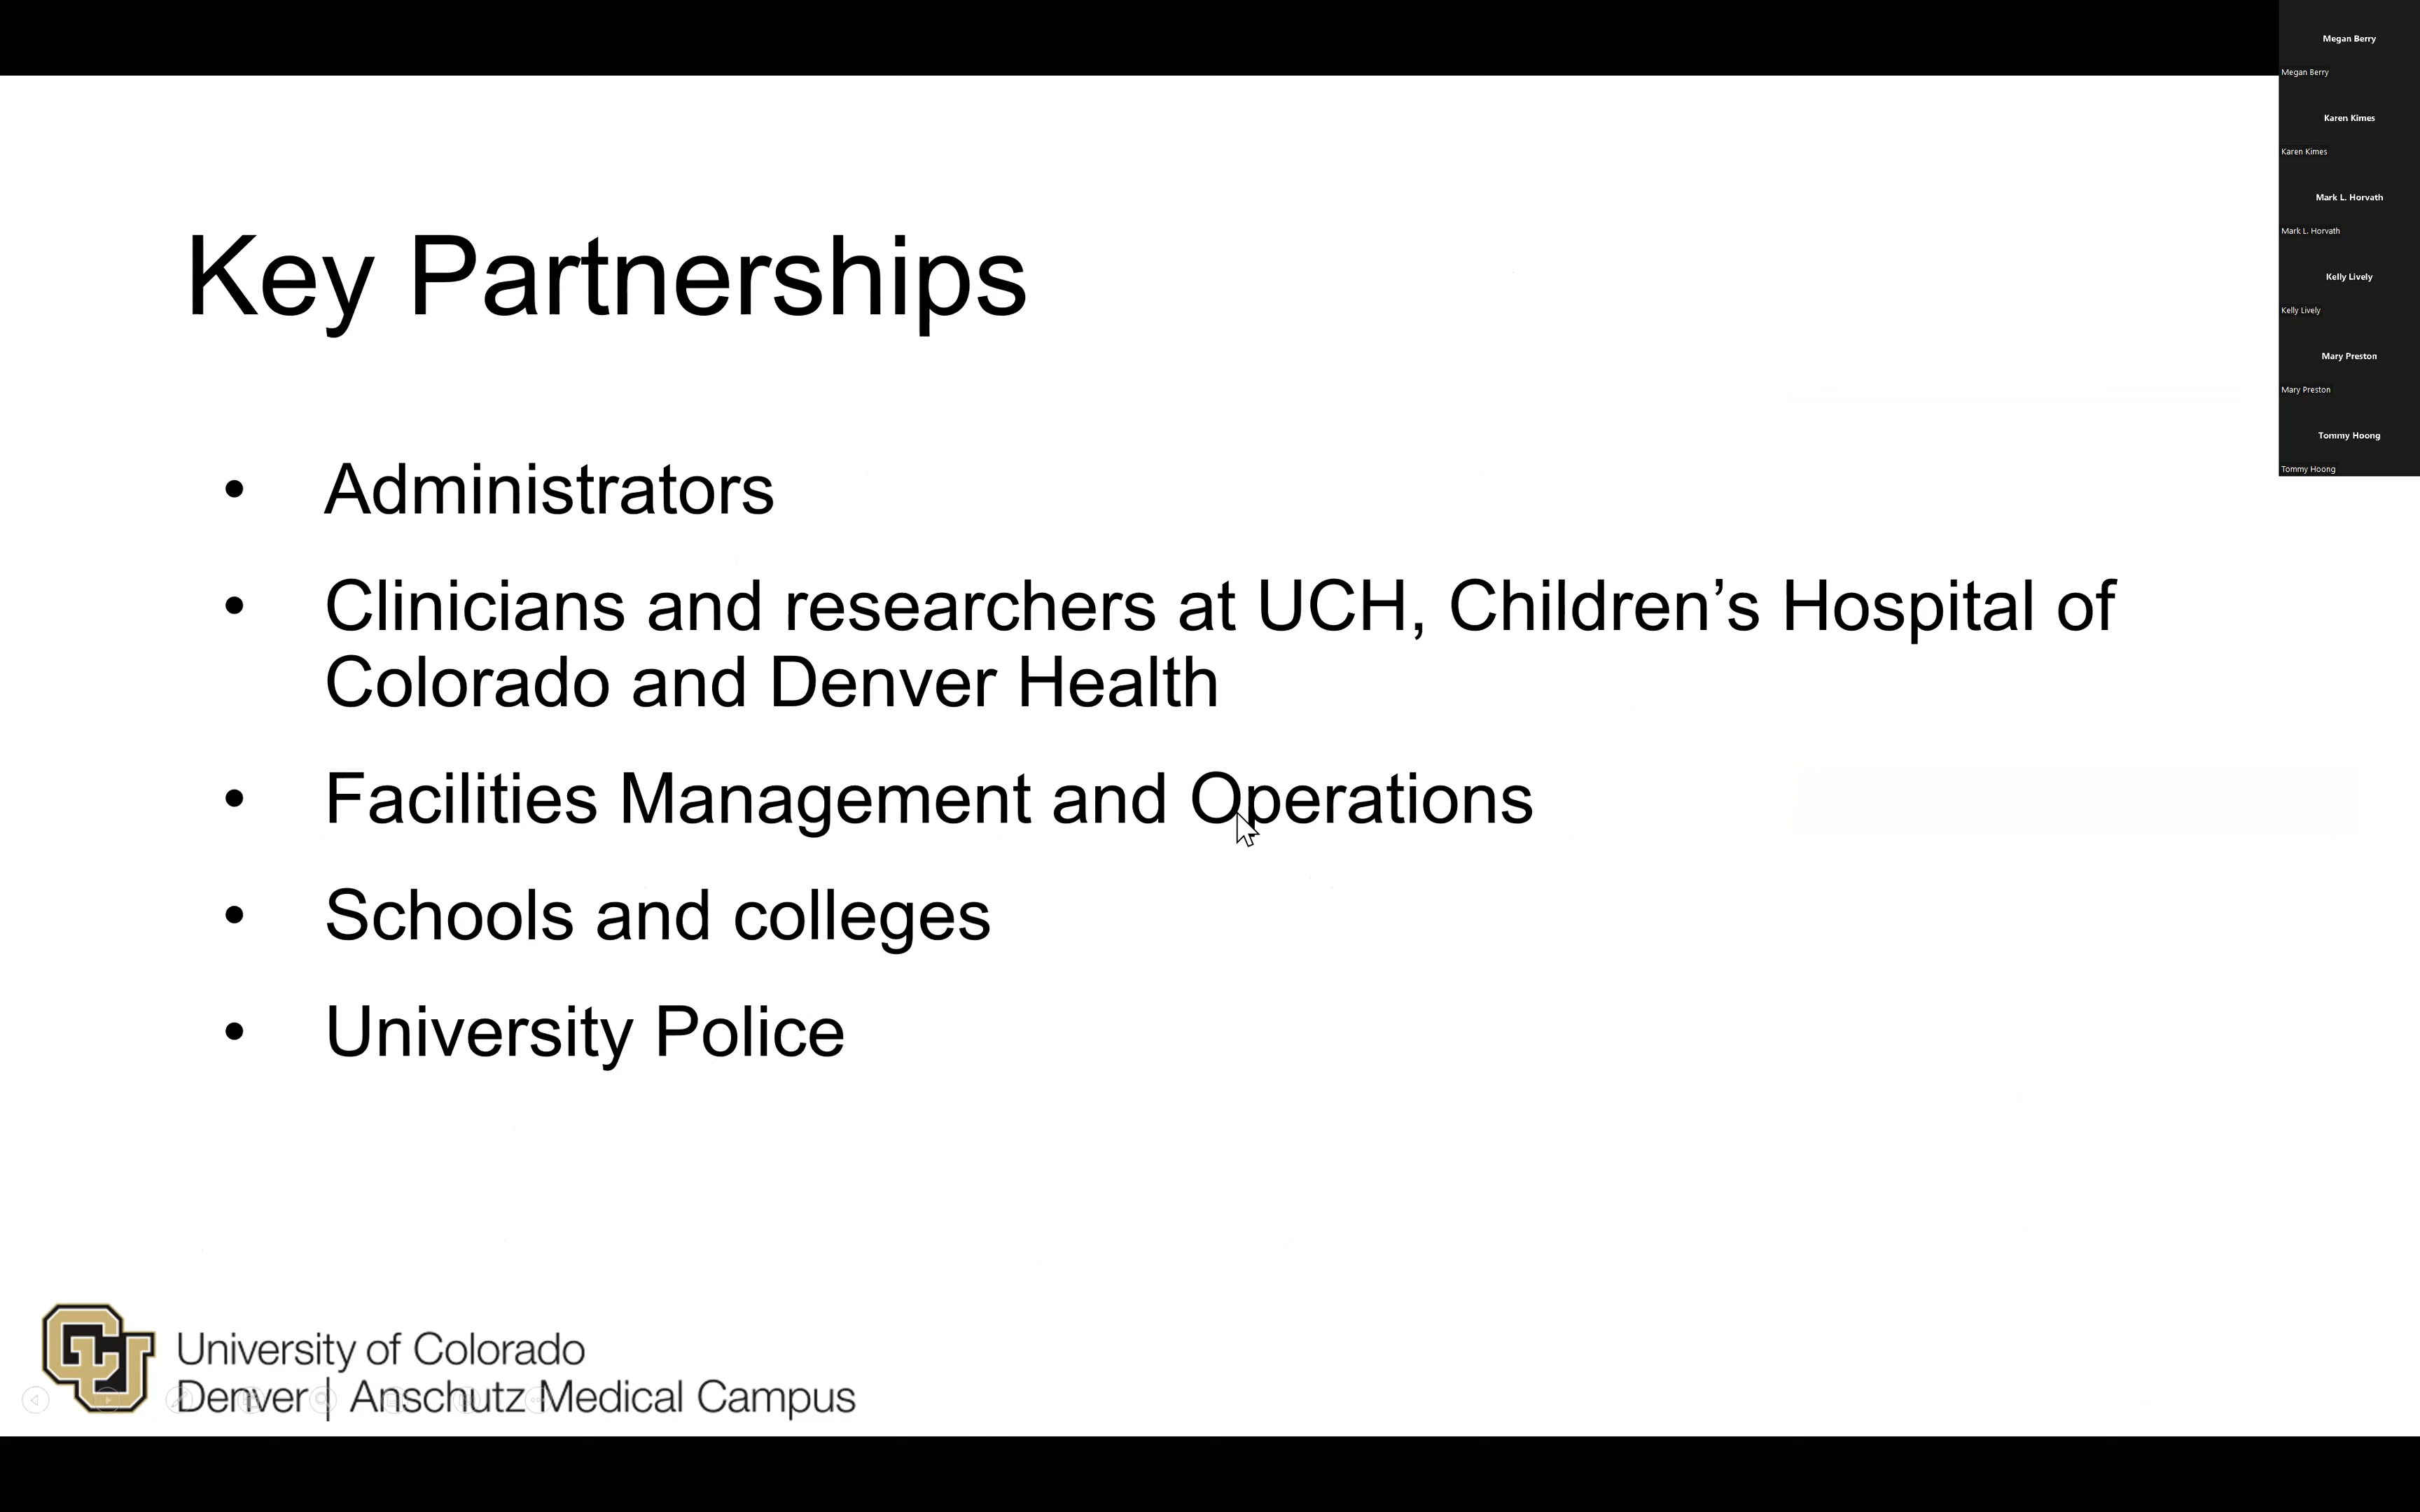 Key Partnerships
• Administrators
• Clinicians and researchers at UCH, Children’s Hospital of
Colorado and Denver Health
• Facilities Management and Operations
• Schools and colleges
• University Police
CU
University of Colorado
Denver | Anschutz Medical Campus
Megan Berry
Megan Berry
Karen Kimes
Karen Kimes
Mark L. Horvath
Mark L. Horvath
Kelly Lively
Kelly Lively
Mary Preston
Mary Preston
Tommy Hoong
Tommy Hoong